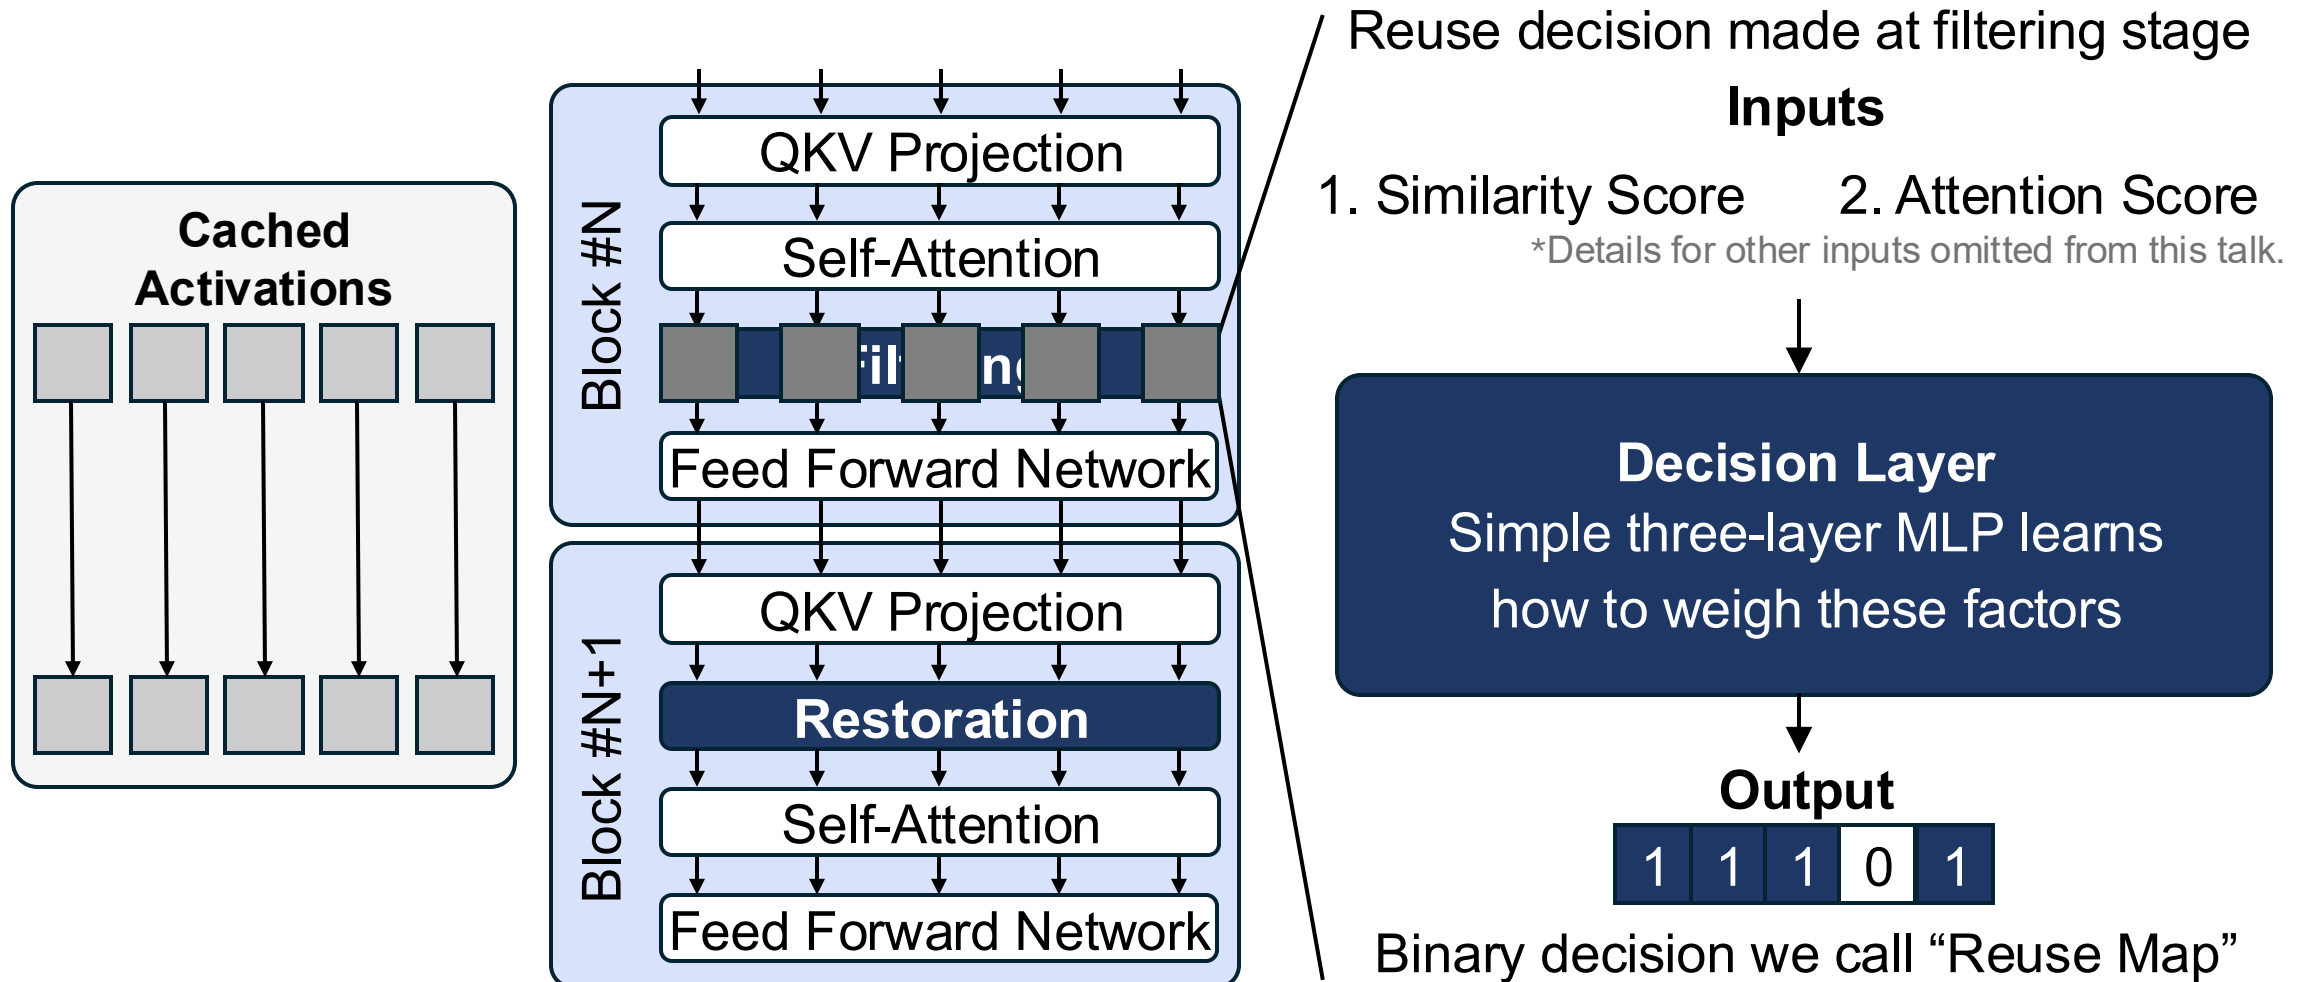 Cached
Activations
Block #N
QKV Projection
Self-Attention
Feed Forward Network
Block #N+1
QKV Projection
Restoration
Self-Attention
Feed Forward Network
Reuse decision made at filtering stage
Inputs
1. Similarity Score 2. Attention Score
*Details for other inputs omitted from this talk.
Decision Layer
Simple three-layer MLP learns
how to weigh these factors
Output
1 1 1 0 1
Binary decision we call “Reuse Map”